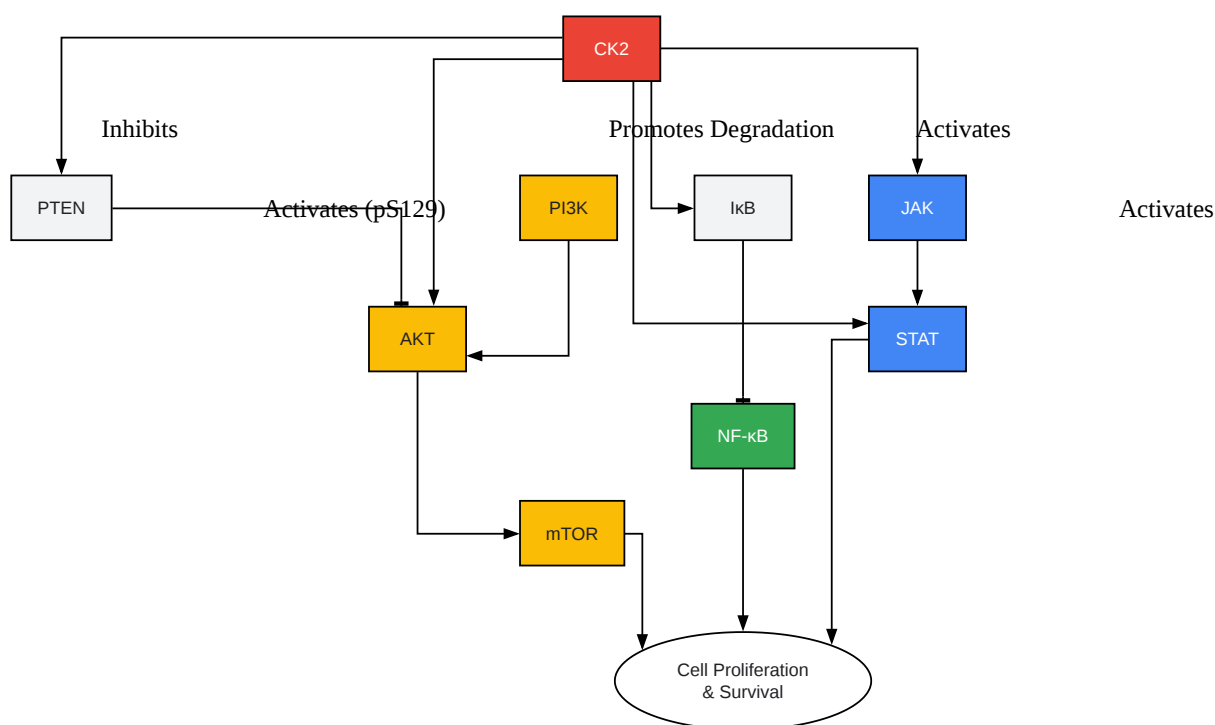 CK2
Inhibits
Promotes Degradation
Activates
PTEN
Activates (pS129)
PI3K
IκB
JAK
Activates
AKT
STAT
NF-κB
mTOR
Cell Proliferation
& Survival